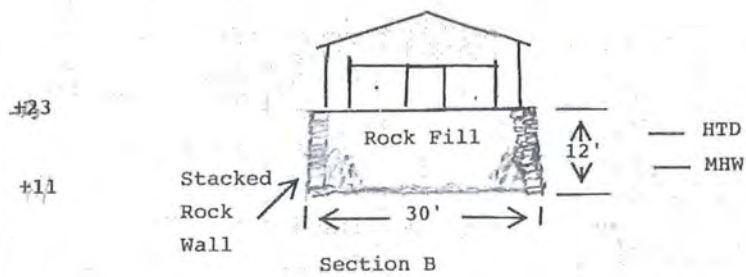 +23
Rock Fill
HTD
12'
MHW
+11
Stacked
Rock
Wall
30'
Section B